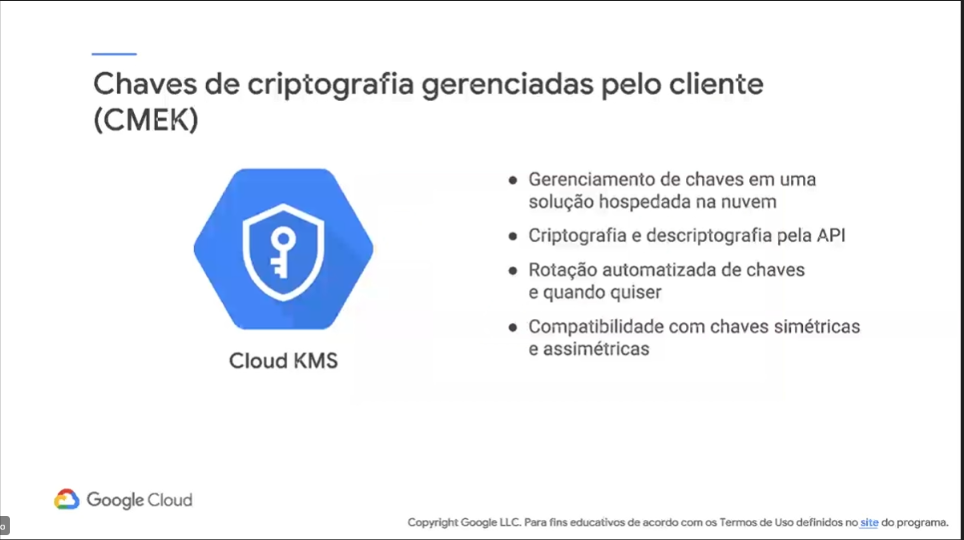 Chaves de criptografia gerenciadas pelo cliente
(CMEK)
Cloud KMS
• Gerenciamento de chaves em uma
solução hospedada na nuvem
• Criptografia e descriptografia pela API
• Rotação automatizada de chaves
e quando quiser
• Compatibilidade com chaves simétricas
e assimétricas
Google Cloud
Copyright Google LLC. Para fins educativos de acordo com os Termos de Uso definidos no site do programa.